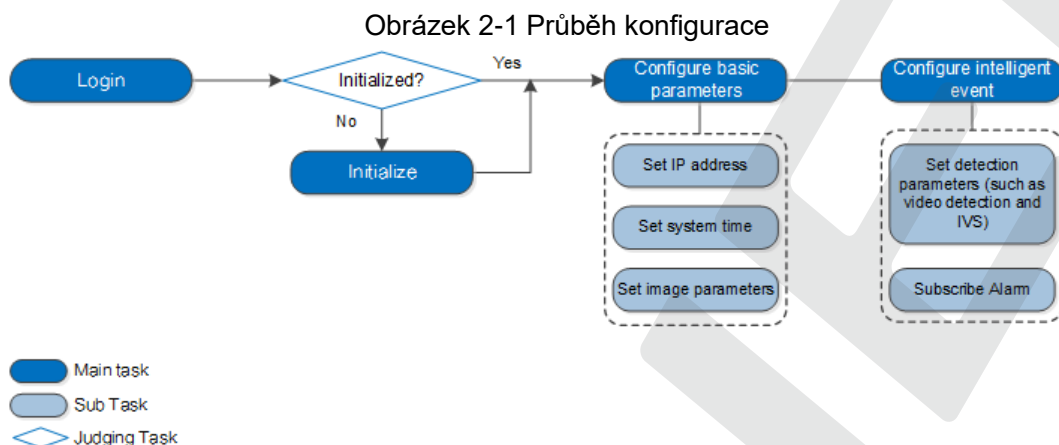 Obrázek 2-1 Průběh konfigurace
Login
Initialized?
Yes
No
Initialize
Configure basic
parameters
Set IP address
Set system time
Set image parameters
Configure intelligent
event
Set detection
parameters (such as
video detection and
IVS)
Subscribe Alarm
Main task
Sub Task
Judging Task